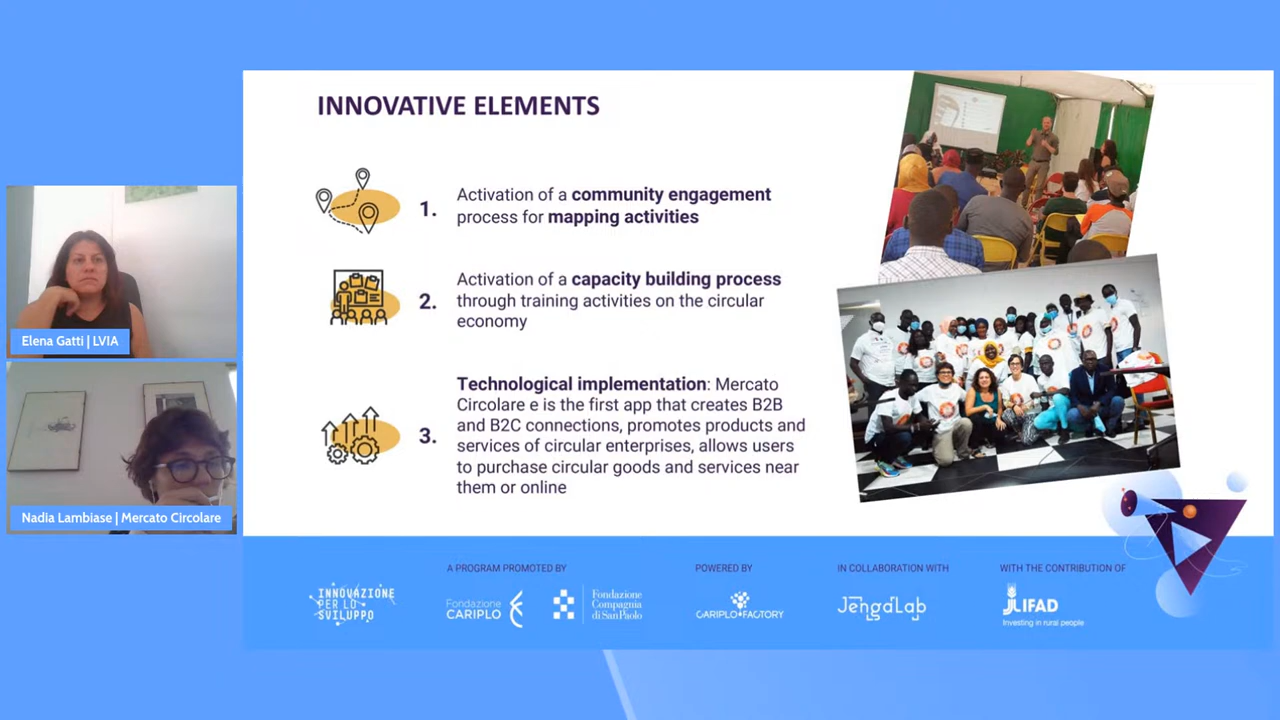 INNOVATIVE ELEMENTS
1.
Activation of a community engagement
process for mapping activities
2.
Activation of a capacity building process
through training activities on the circular
economy
3.
Technological implementation: Mercato
Circolare e is the first app that creates B2B
and B2C connections, promotes products and
services of circular enterprises, allows users
to purchase circular goods and services near
them or online
Elena Gatti | LVIA
Nadia Lambiase | Mercato Circolare
A PROGRAM PROMOTED BY
POWERED BY
IN COLLABORATION WITH
WITH THE CONTRIBUTION OF
INNOVAZIONE
PER LO
SVILUPPO
Fondazione
CARIPLO
Fondazione
Compagnia
di San Paolo
CARIPLO FACTORY
JengaLab
JLIFAD
Investing in rural people